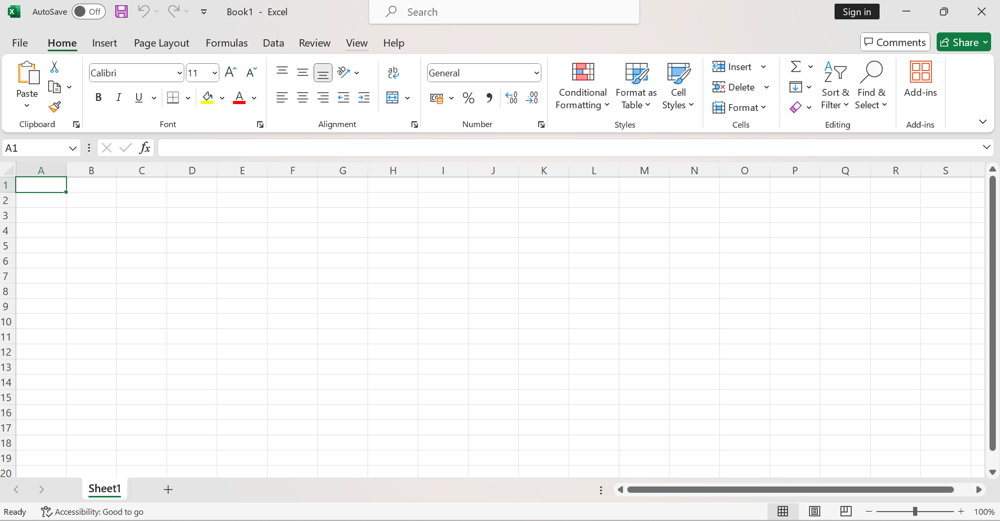 AutoSave Off Book1 - Excel Search Sign in
File Home Insert Page Layout Formulas Data Review View Help Comments Share
Paste
Clipboard
Calibri 11
B I U A
Font
ab
Alignment
General
% .00
Number
Conditional Formatting
Format as Table
Cell Styles
Styles
Insert
Delete
Format
Cells
Sort & Filter
Find & Select
Editing
Add-ins
Add-ins
A1 fx
A B C D E F G H I J K L M N O P Q R S
1
2
3
4
5
6
7
8
9
10
11
12
13
14
15
16
17
18
19
20
Sheet1
Ready Accessibility: Good to go 100%